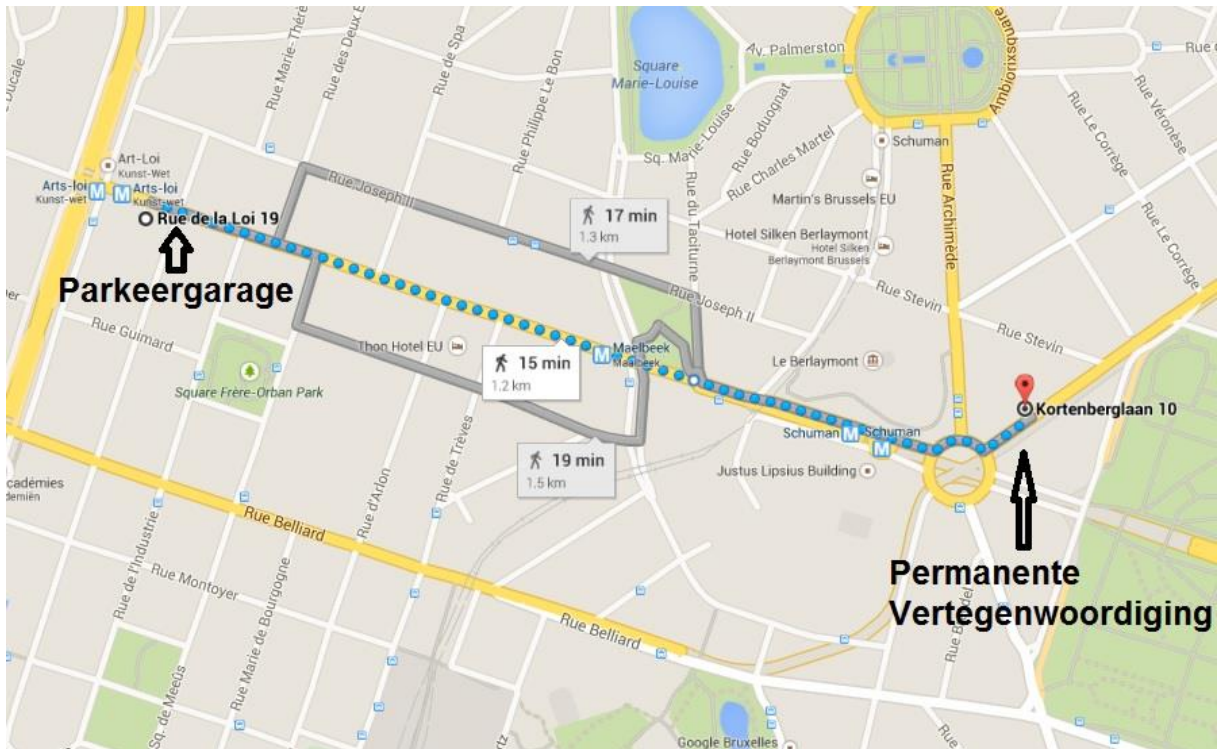 Ducale
Rue Marie-Thér
Rue des Deux E
Rue de Spa
Rue Philippe Le Bon
Square
Marie-Louise
Av. Palmerston
Ambiorixsquare
Rue Le Corrège
Rue Véronèse
Rue Boduognat
Sq. Marie-Louise
Rue Charles Martel
Schuman
Art-Loi
Kunst-Wet
Arts-loi
Kunst-wet
Arts-loi
Kunst-wet
Rue de la Loi 19
Parkeergarage
Rue Joseph II
17 min
1.3 km
Rue du Taciturne
Martin's Brussels EU
Hotel Silken Berlaymont
Hotel Silken
Berlaymont Brussels
Rue Archimède
Rue Le Corrège
Rue Stevin
Rue Joseph II
Rue Stevin
Rue Guimard
Thon Hotel EU
Square Frère-Orban Park
15 min
1.2 km
Maelbeek
Maalbeek
Le Berlaymont
Kortenberglaan 10
Schuman
Schuman
Justus Lipsius Building
19 min
1.5 km
Rue de Trèves
Rue d'Arlon
cadémies
demiën
Rue Belliard
Rue de l'Industrie
Rue Montoyer
Rue Marie de Bourgogne
Sq. de Meeûs
Rue Belliard
Permanente
Vertegenwoordiging
Google Bruxelles